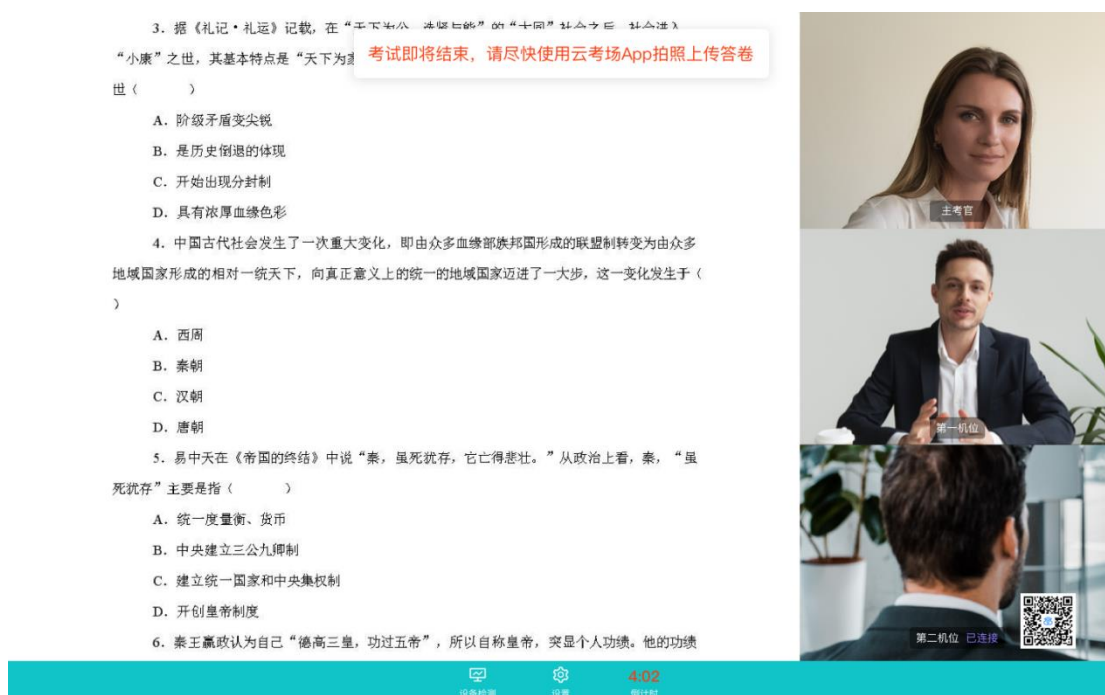 3. 据《礼记·礼运》记载，在“天下为公，选贤与能”的“大同”社会之后，社会进入
“小康”之世，其基本特点是“天下为家
考试即将结束，请尽快使用云考场App拍照上传答卷
世（　　）
A. 阶级矛盾变尖锐
B. 是历史倒退的体现
C. 开始出现分封制
D. 具有浓厚血缘色彩
4. 中国古代社会发生了一次重大变化，即由众多血缘部族邦国形成的联盟制转变为由众多
地域国家形成的相对一统天下，向真正意义上的统一的地域国家迈进了一大步，这一变化发生于（
）
A. 西周
B. 秦朝
C. 汉朝
D. 唐朝
5. 易中天在《帝国的终结》中说“秦，虽死犹存，它亡得悲壮。”从政治上看，秦，“虽
死犹存”主要是指（　　）
A. 统一度量衡、货币
B. 中央建立三公九卿制
C. 建立统一国家和中央集权制
D. 开创皇帝制度
6. 秦王嬴政认为自己“德高三皇，功过五帝”，所以自称皇帝，突显个人功绩。他的功绩
主考官
第一机位
第二机位 已连接
4:02
设备检测
设置
倒计时